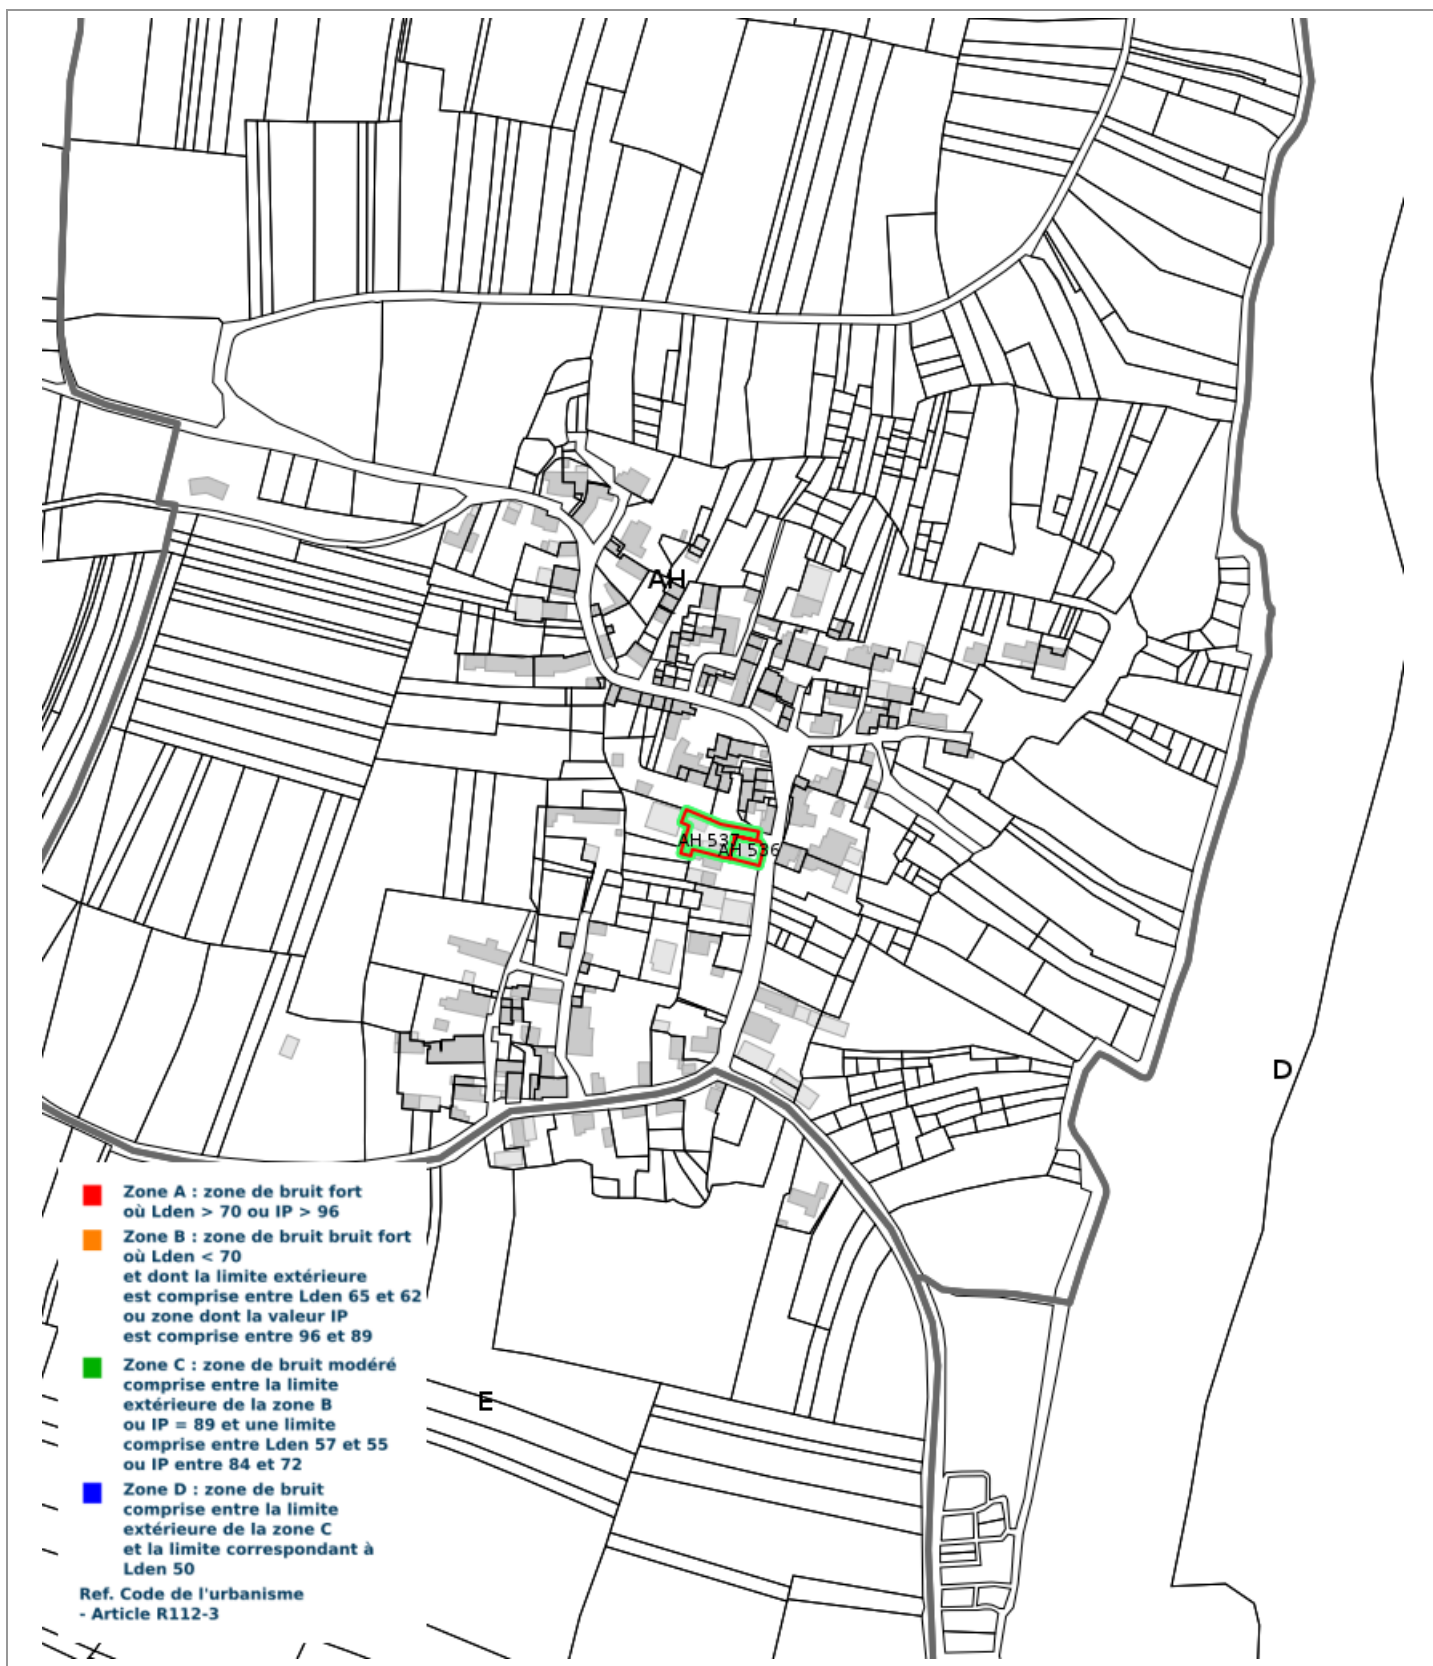 AH
AH 537
AH 536
D
E
Zone A : zone de bruit fort
où Lden > 70 ou IP > 96
Zone B : zone de bruit bruit fort
où Lden < 70
et dont la limite extérieure
est comprise entre Lden 65 et 62
ou zone dont la valeur IP
est comprise entre 96 et 89
Zone C : zone de bruit modéré
comprise entre la limite
extérieure de la zone B
ou IP = 89 et une limite
comprise entre Lden 57 et 55
ou IP entre 84 et 72
Zone D : zone de bruit
comprise entre la limite
extérieure de la zone C
et la limite correspondant à
Lden 50
Ref. Code de l'urbanisme
- Article R112-3